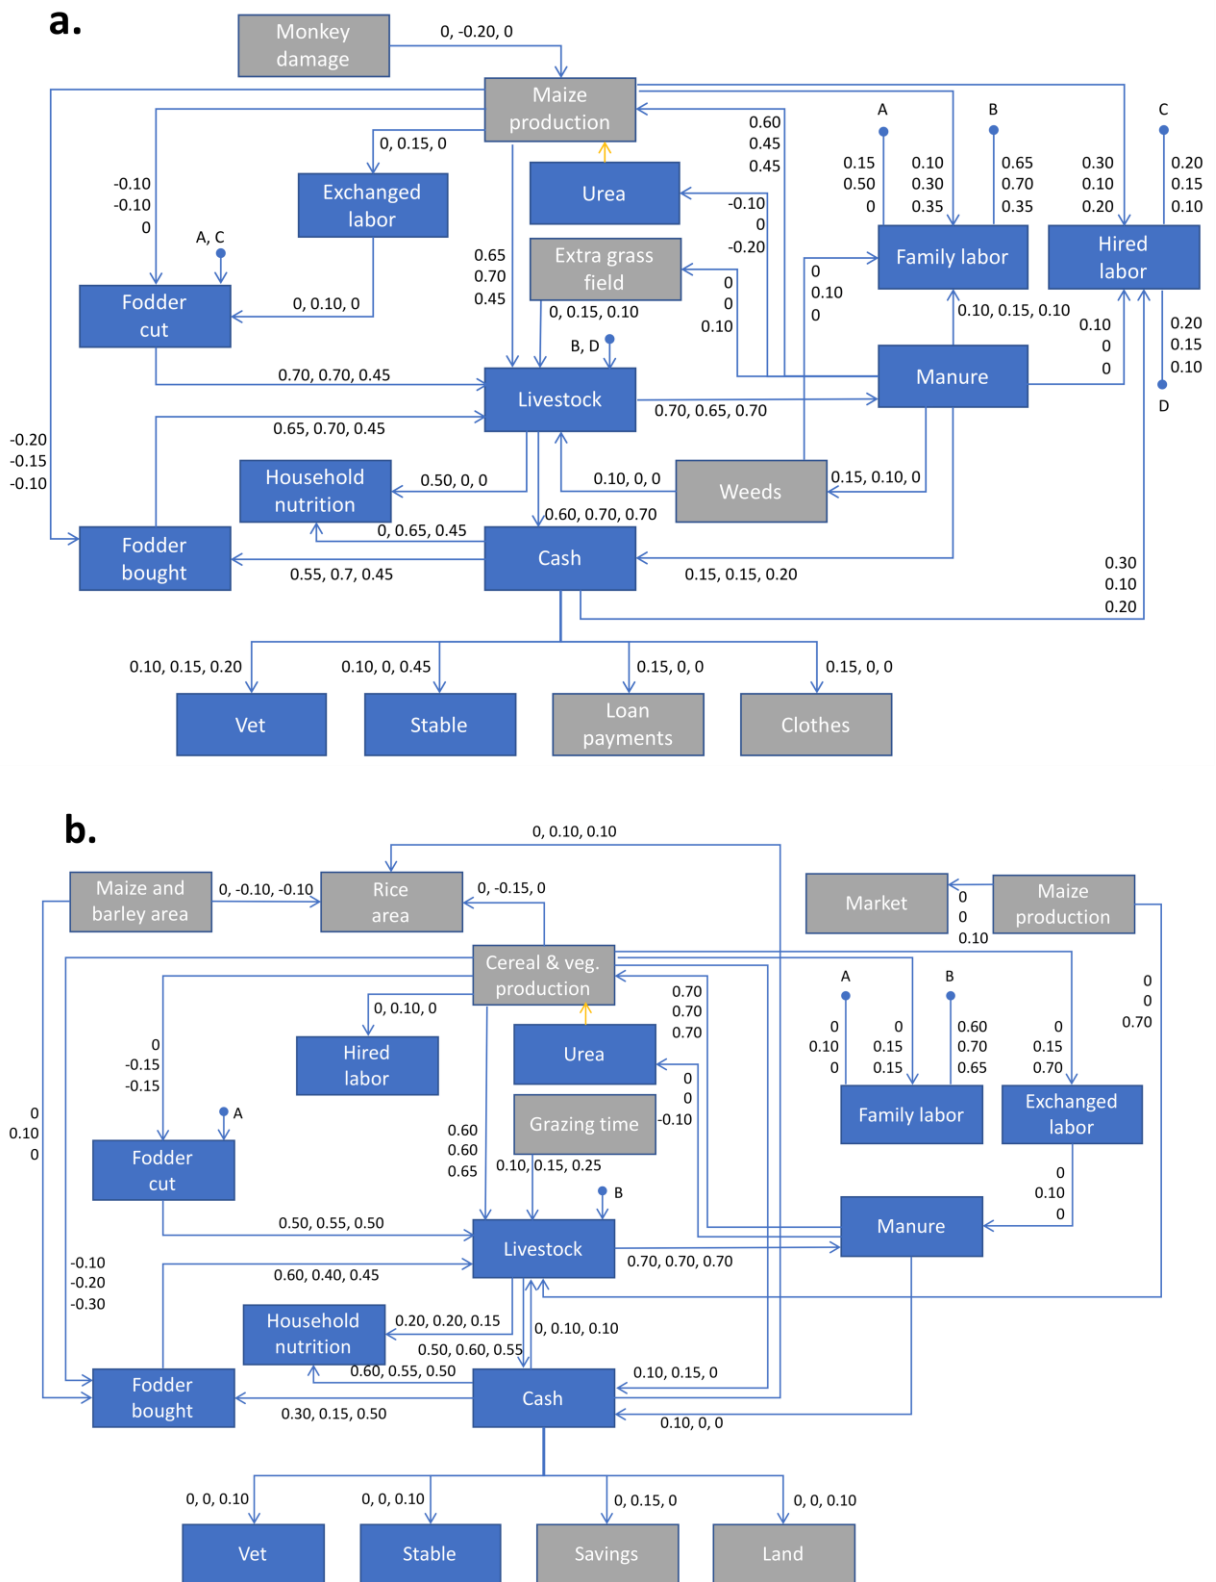 a.
Monkey
damage
0, -0.20, 0
Maize
production
A
B
C
0.60
0.45
0.45
0, 0.15, 0
0.15
0.50
0
0.10
0.30
0.35
0.65
0.70
0.35
0.30
0.10
0.20
0.20
0.15
0.10
-0.10
-0.10
0
Exchanged
labor
Urea
-0.10
0
-0.20
A, C
0.65
0.70
0.45
Extra grass
field
Family labor
Hired
labor
0
0.10
0
0
0
0.10
Fodder
cut
0, 0.10, 0
0, 0.15, 0.10
0.10, 0.15, 0.10
0.10
0
0
0.20
0.15
0.10
B, D
D
0.70, 0.70, 0.45
Livestock
0.70, 0.65, 0.70
Manure
0.65, 0.70, 0.45
-0.20
-0.15
-0.10
Household
nutrition
0.50, 0, 0
0.10, 0, 0
Weeds
0.15, 0.10, 0
0.60, 0.70, 0.70
0, 0.65, 0.45
Fodder
bought
0.55, 0.7, 0.45
Cash
0.15, 0.15, 0.20
0.30
0.10
0.20
0.10, 0.15, 0.20
0.10, 0, 0.45
0.15, 0, 0
0.15, 0, 0
Vet
Stable
Loan
payments
Clothes
b.
0, 0.10, 0.10
Maize and
barley area
0, -0.10, -0.10
Rice
area
0, -0.15, 0
Market
0
0
0.10
Maize
production
Cereal & veg.
production
A
B
0.70
0.70
0.70
0
0
0.70
0, 0.10, 0
0
0.10
0
0
0.15
0.15
0.60
0.70
0.65
0
0.15
0.70
0
-0.15
-0.15
Hired
labor
Urea
0
0
-0.10
Family labor
Exchanged
labor
0
0.10
0
A
Grazing time
0.60
0.60
0.65
0.10, 0.15, 0.25
Fodder
cut
0
0.10
0
B
0.50, 0.55, 0.50
Livestock
0.70, 0.70, 0.70
Manure
-0.10
-0.20
-0.30
0.60, 0.40, 0.45
Household
nutrition
0.20, 0.20, 0.15
0, 0.10, 0.10
0.50, 0.60, 0.55
0.60, 0.55, 0.50
0.10, 0.15, 0
Fodder
bought
0.30, 0.15, 0.50
Cash
0.10, 0, 0
0, 0, 0.10
0, 0, 0.10
0, 0.15, 0
0, 0, 0.10
Vet
Stable
Savings
Land